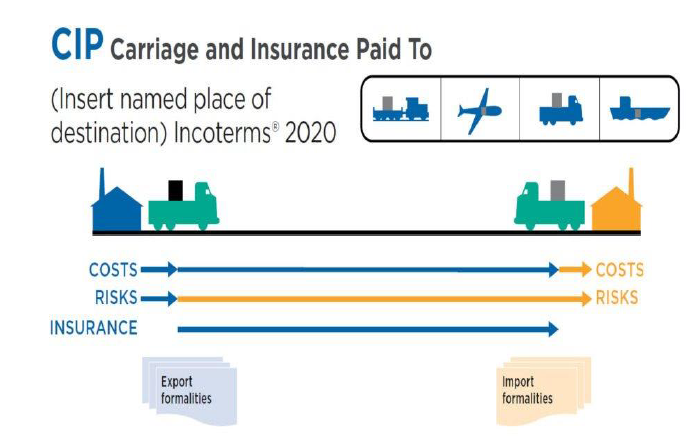 CIP Carriage and Insurance Paid To
(Insert named place of
destination) Incoterms® 2020
COSTS COSTS
RISKS RISKS
INSURANCE
Export
formalities
Import
formalities